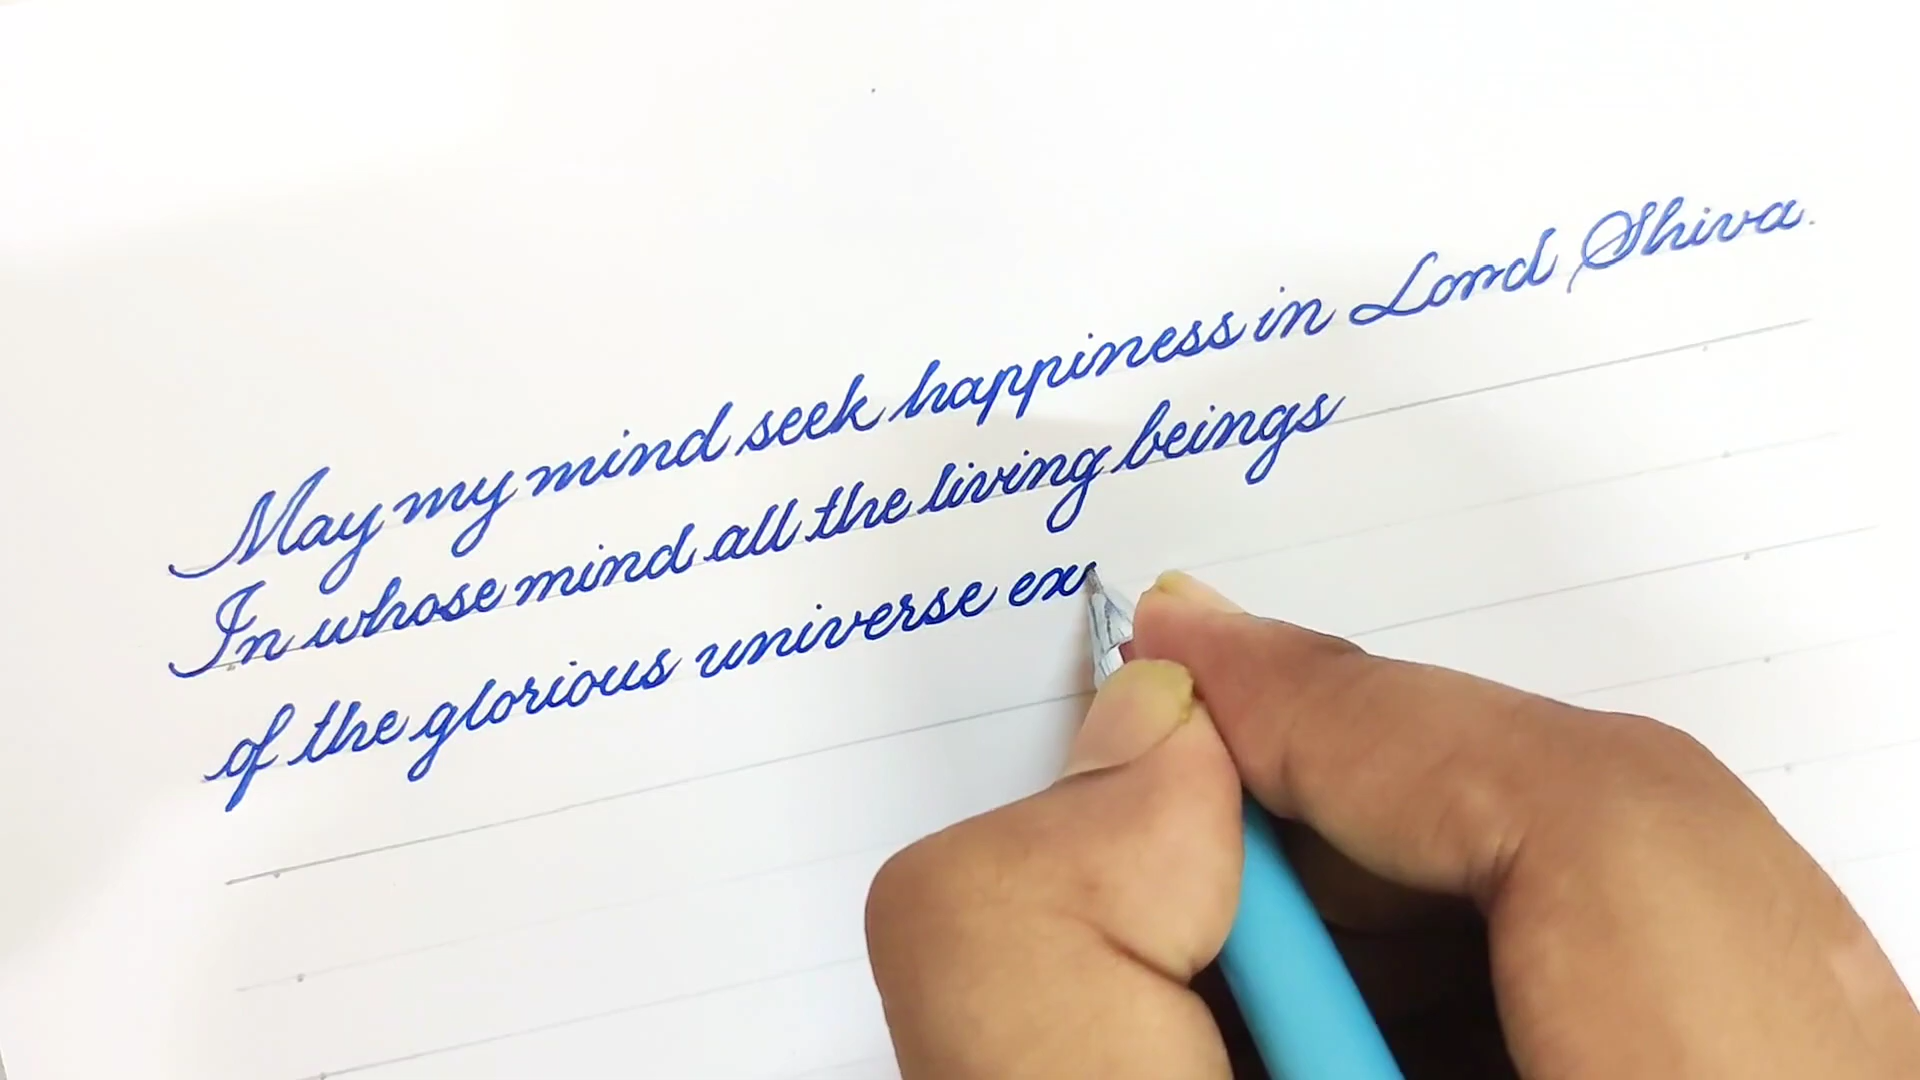 May my mind seek happiness in Lord Shiva.
In whose mind all the living beings
of the glorious universe ex